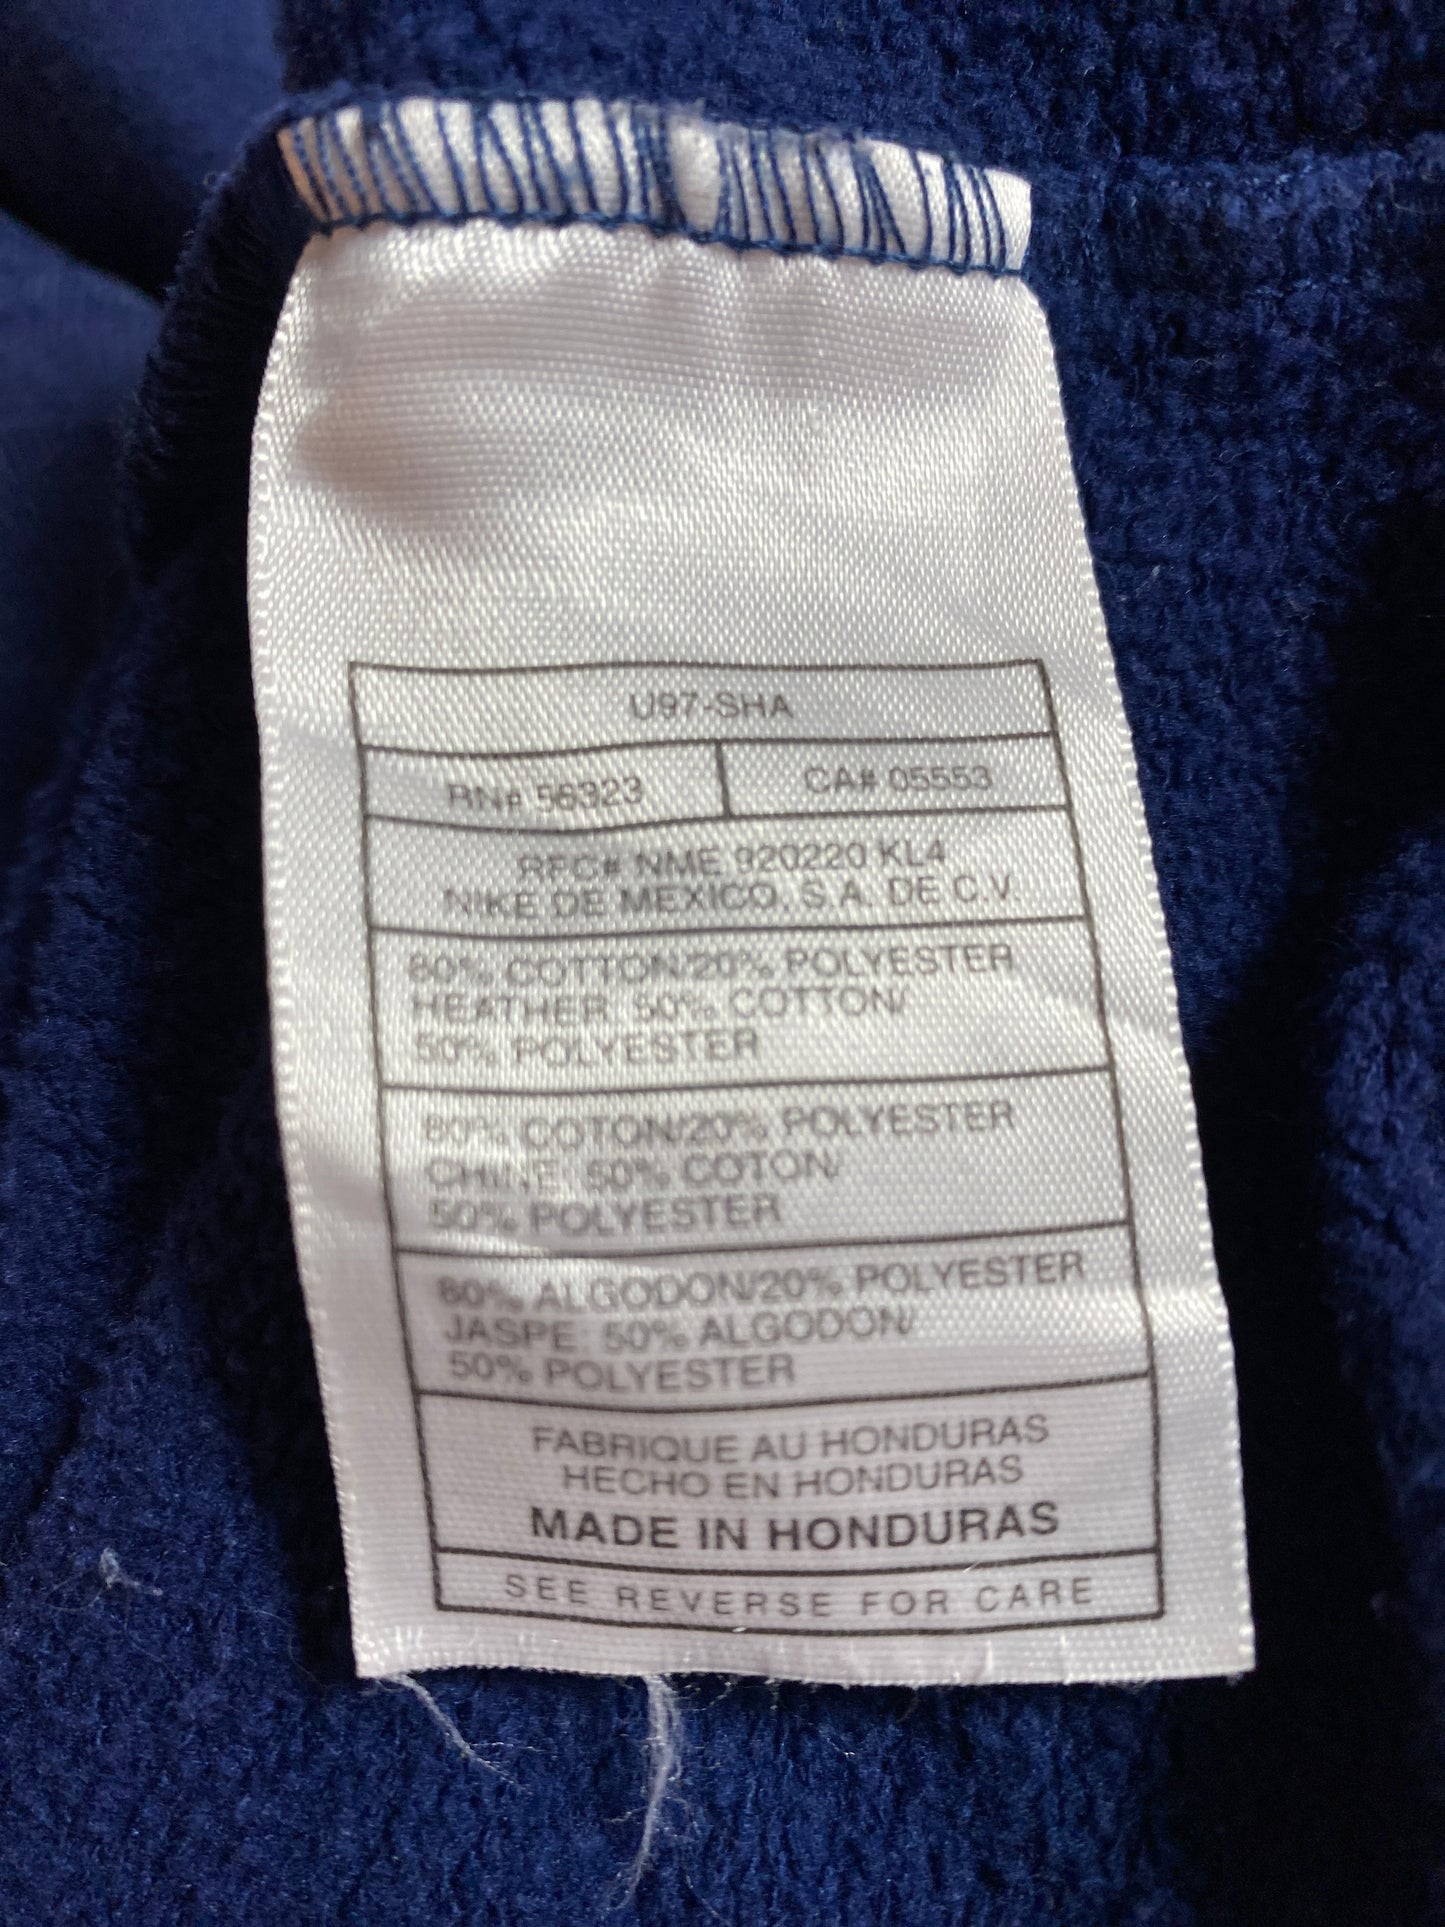 U97-SHA
RN# 56323 CA# 05553
RFC# NME 920220 KL4
NIKE DE MEXICO, S.A. DE C.V.
80% COTTON/20% POLYESTER
HEATHER: 50% COTTON/
50% POLYESTER
80% COTON/20% POLYESTER
CHINE: 50% COTON/
50% POLYESTER
80% ALGODON/20% POLYESTER
JASPE: 50% ALGODON/
50% POLYESTER
FABRIQUE AU HONDURAS
HECHO EN HONDURAS
MADE IN HONDURAS
SEE REVERSE FOR CARE